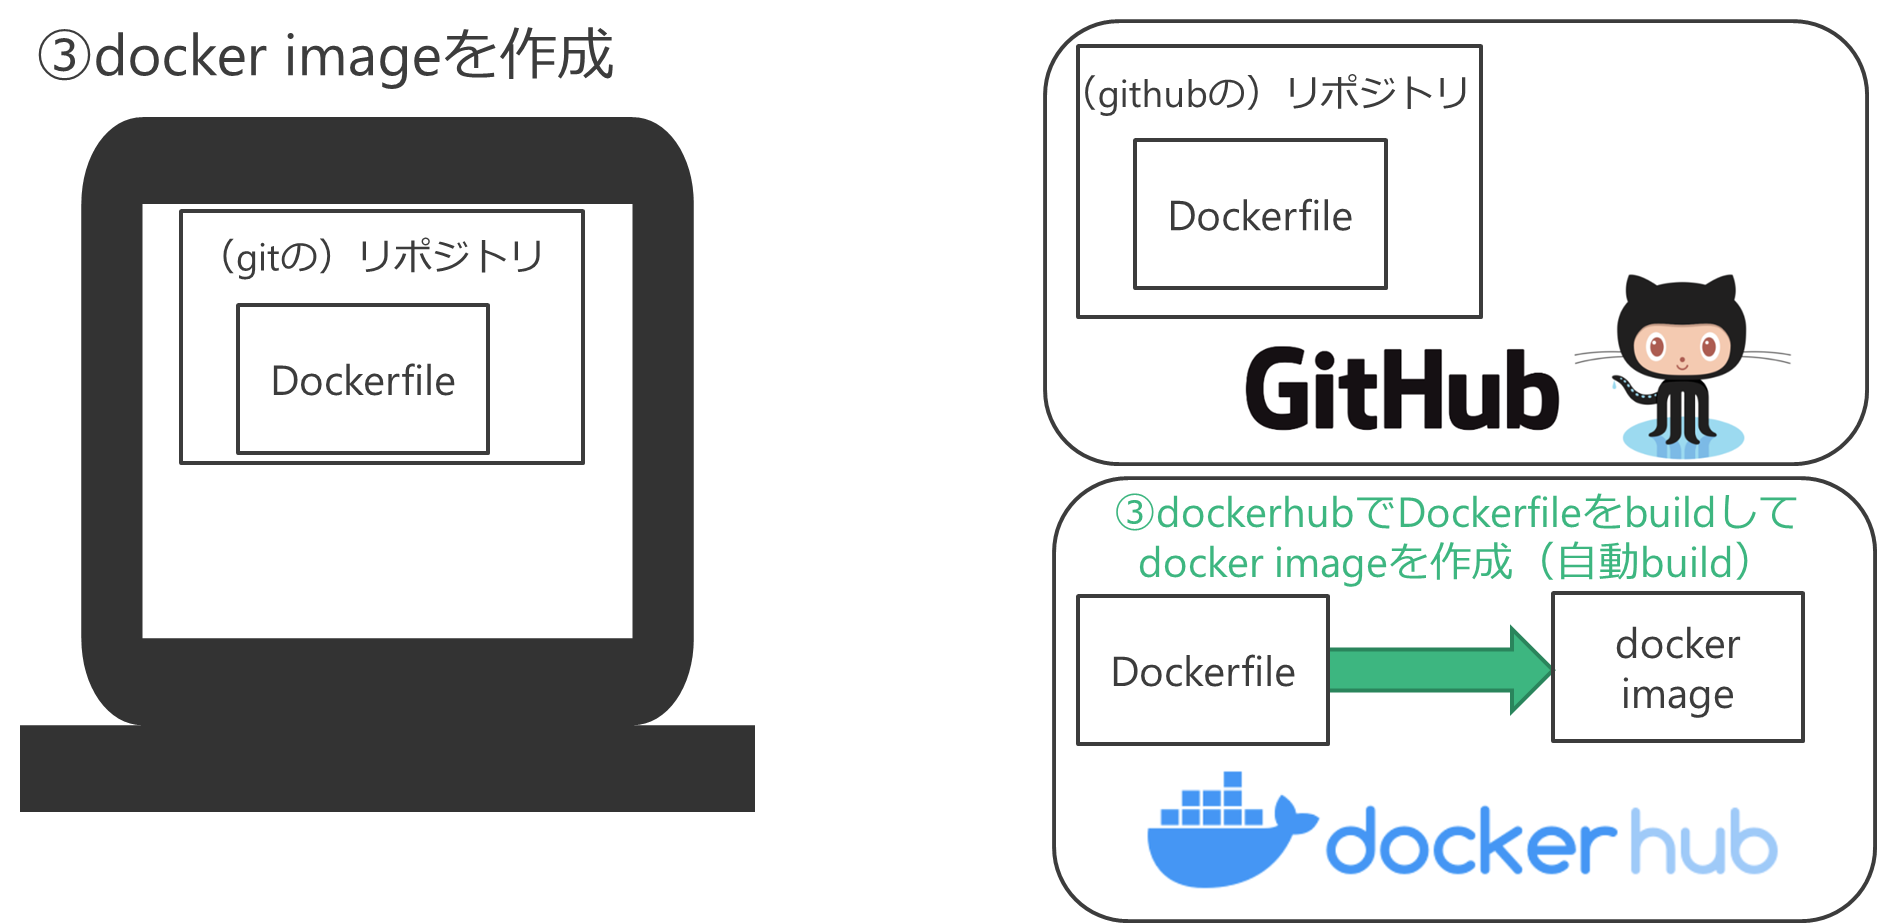 ③docker imageを作成
（gitの）リポジトリ
Dockerfile
（githubの）リポジトリ
Dockerfile
GitHub
③dockerhubでDockerfileをbuildして
docker imageを作成（自動build）
Dockerfile
docker
image
dockerhub